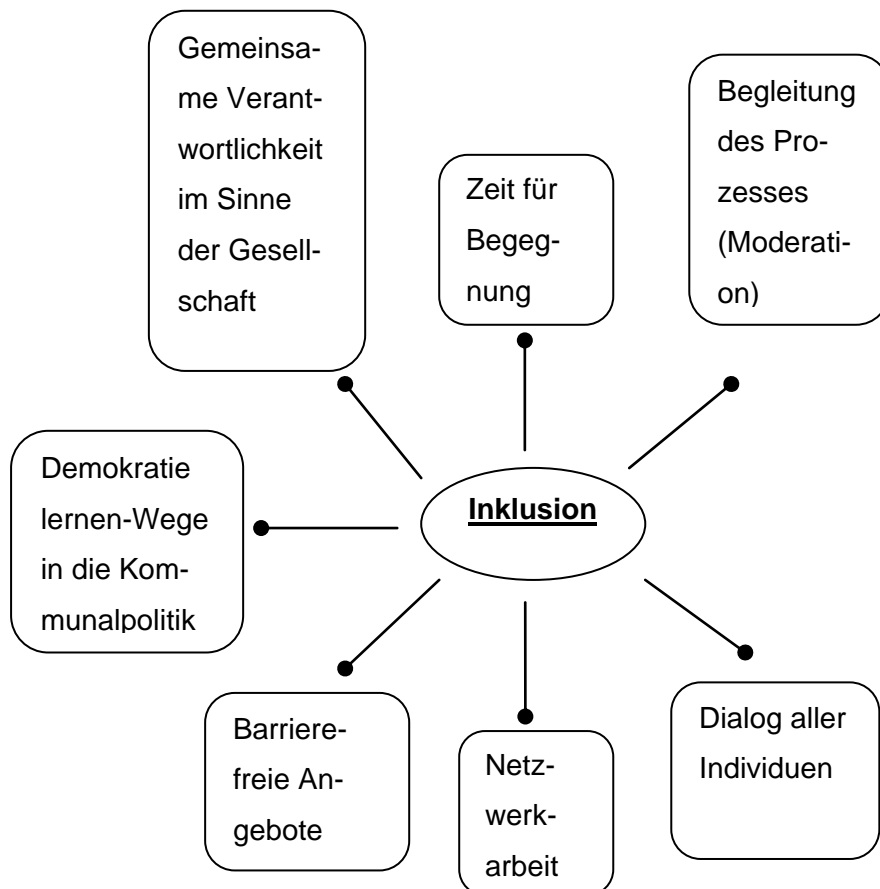 Gemeinsa-
me Verant-
wortlichkeit
im Sinne
der Gesell-
schaft
Zeit für
Begeg-
nung
Begleitung
des Pro-
zesses
(Moderati-
on)
Demokratie
lernen-Wege
in die Kom-
munalpolitik
Inklusion
Barriere-
freie An-
gebote
Netz-
werk-
arbeit
Dialog aller
Individuen